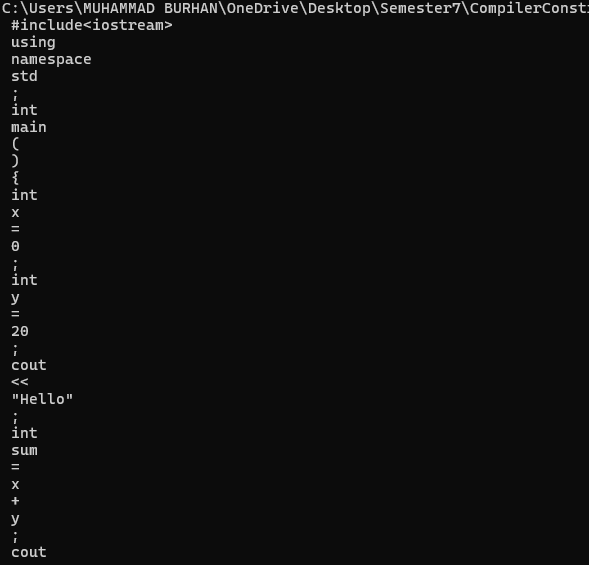 C:\Users\MUHAMMAD BURHAN\OneDrive\Desktop\Semester7\CompilerConst
#include<iostream>
using
namespace
std
;
int
main
(
)
{
int
x
=
0
;
int
y
=
20
;
cout
<<
"Hello"
;
int
sum
=
x
+
y
;
cout